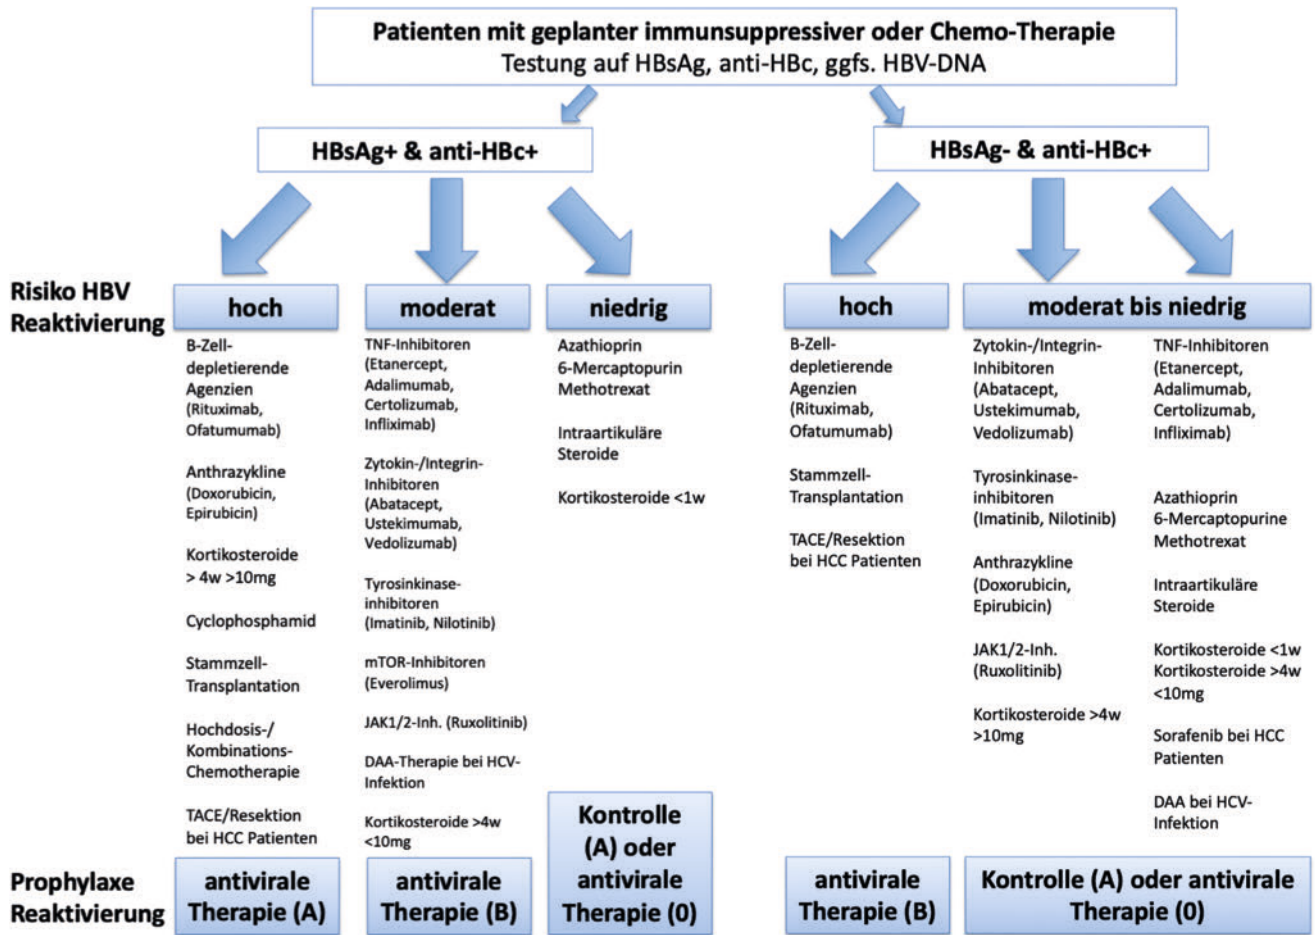 Patienten mit geplanter immunsuppressiver oder Chemo-Therapie
Testung auf HBsAg, anti-HBc, ggfs. HBV-DNA
HBsAg+ & anti-HBc+
HBsAg- & anti-HBc+
Risiko HBV
Reaktivierung
hoch
B-Zell-
depletierende
Agenzien
(Rituximab,
Ofatumumab)
Anthrazykline
(Doxorubicin,
Epirubicin)
Kortikosteroide
> 4w >10mg
Cyclophosphamid
Stammzell-
Transplantation
Hochdosis-/
Kombinations-
Chemotherapie
TACE/Resektion
bei HCC Patienten
moderat
TNF-Inhibitoren
(Etanercept,
Adalimumab,
Certolizumab,
Infliximab)
Zytokin-/Integrin-
Inhibitoren
(Abatacept,
Ustekimumab,
Vedolizumab)
Tyrosinkinase-
inhibitoren
(Imatinib, Nilotinib)
mTOR-Inhibitoren
(Everolimus)
JAK1/2-Inh. (Ruxolitinib)
DAA-Therapie bei HCV-
Infektion
Kortikosteroide >4w
<10mg
niedrig
Azathioprin
6-Mercaptopurin
Methotrexat
Intraartikuläre
Steroide
Kortikosteroide <1w
hoch
B-Zell-
depletierende
Agenzien
(Rituximab,
Ofatumumab)
Stammzell-
Transplantation
TACE/Resektion
bei HCC Patienten
moderat bis niedrig
Zytokin-/Integrin-
Inhibitoren
(Abatacept,
Ustekimumab,
Vedolizumab)
Tyrosinkinase-
inhibitoren
(Imatinib, Nilotinib)
Anthrazykline
(Doxorubicin,
Epirubicin)
JAK1/2-Inh.
(Ruxolitinib)
Kortikosteroide >4w
>10mg
TNF-Inhibitoren
(Etanercept,
Adalimumab,
Certolizumab,
Infliximab)
Azathioprin
6-Mercaptopurine
Methotrexat
Intraartikuläre
Steroide
Kortikosteroide <1w
Kortikosteroide >4w
<10mg
Sorafenib bei HCC
Patienten
DAA bei HCV-
Infektion
Prophylaxe
Reaktivierung
antivirale
Therapie (A)
antivirale
Therapie (B)
Kontrolle
(A) oder
antivirale
Therapie (0)
antivirale
Therapie (B)
Kontrolle (A) oder antivirale
Therapie (0)